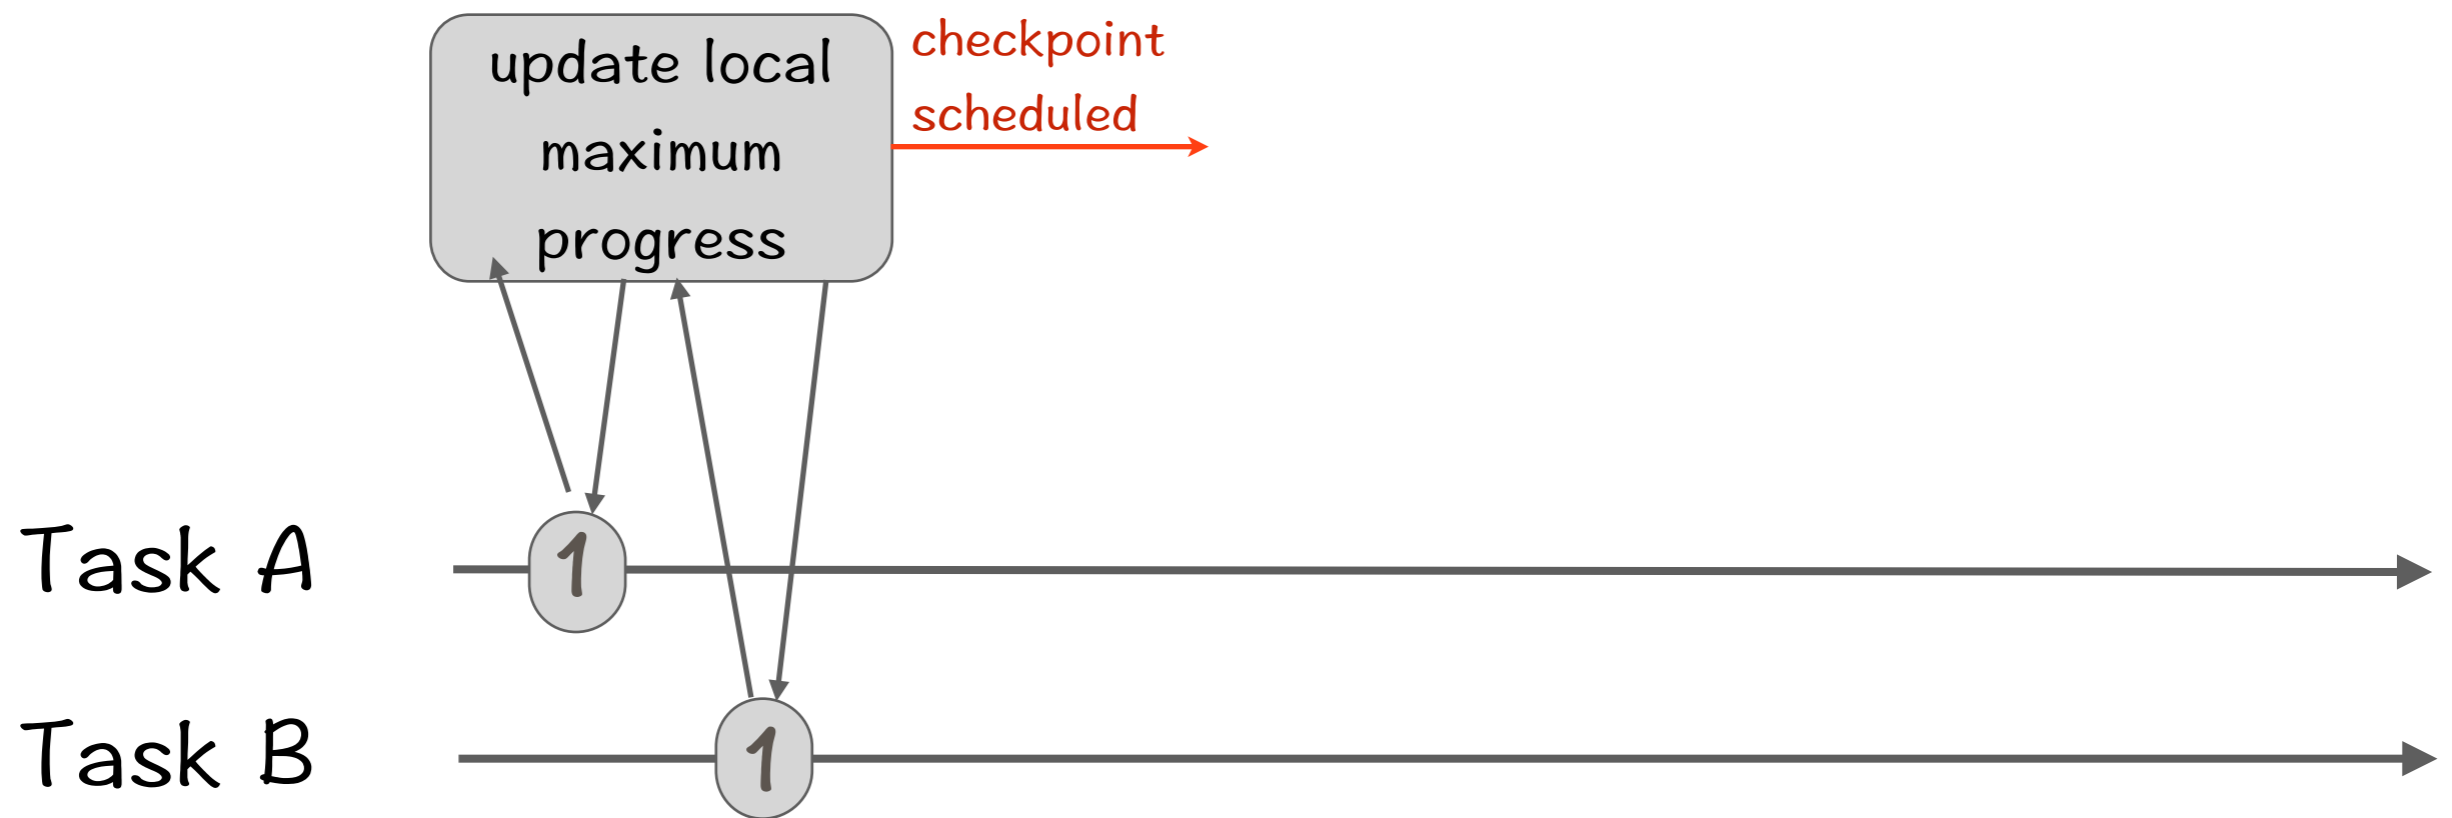 update local
maximum
progress
checkpoint
scheduled
Task A
1
Task B
1